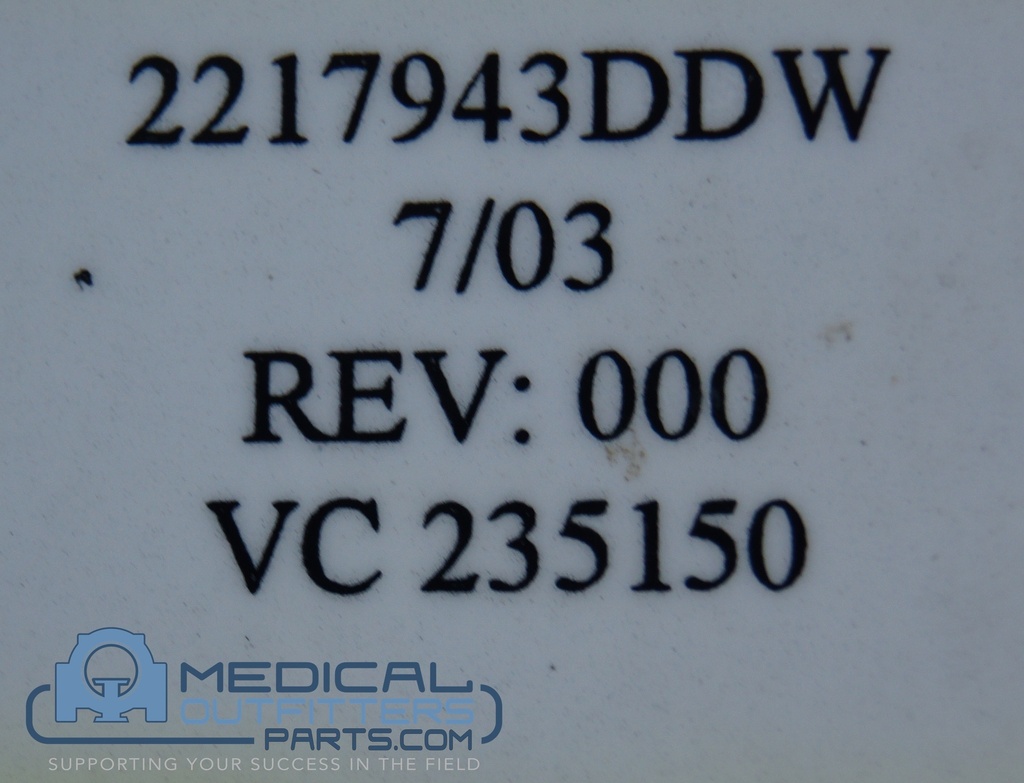 2217943DDW
7/03
REV: 000
VC 235150
MEDICAL
OUTFITTERS
PARTS.COM
SUPPORTING YOUR SUCCESS IN THE FIELD